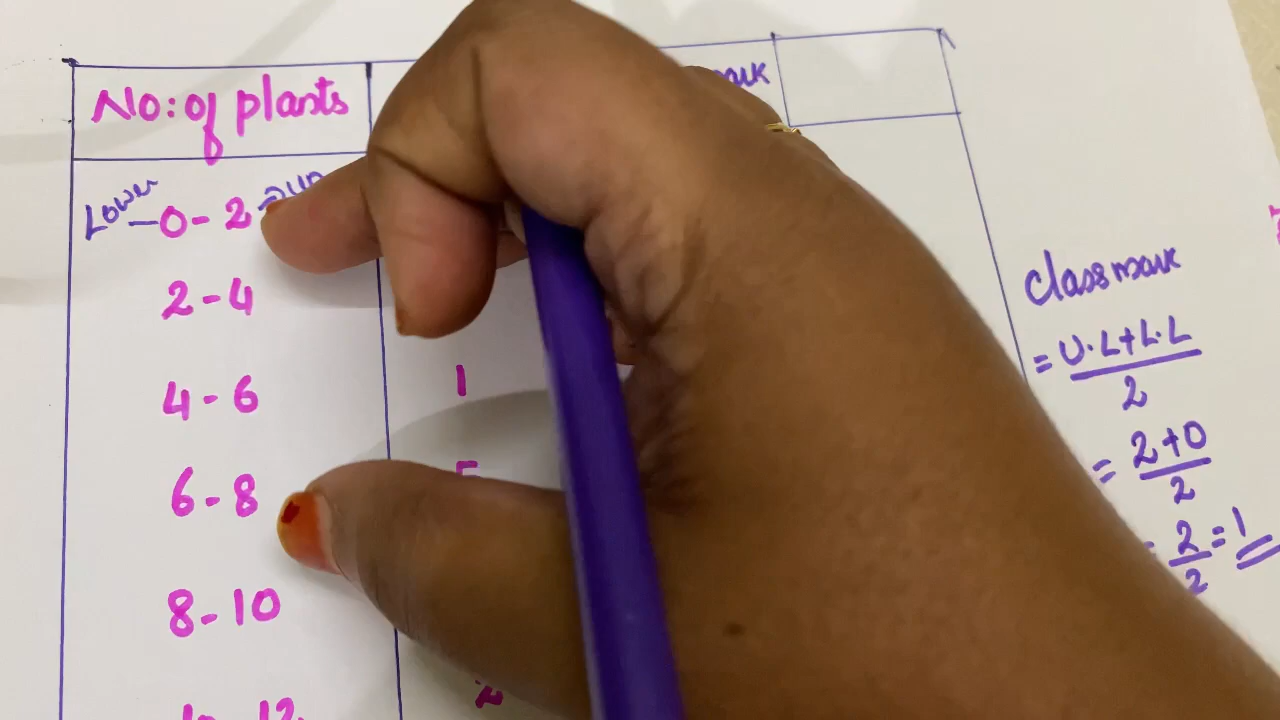 No: of plants
Lower 0 - 2
2 - 4
4 - 6
1
6 - 8
8 - 10
2
class mark
= U.L + L.L
2
= 2+0
2
= 2 = 1
2